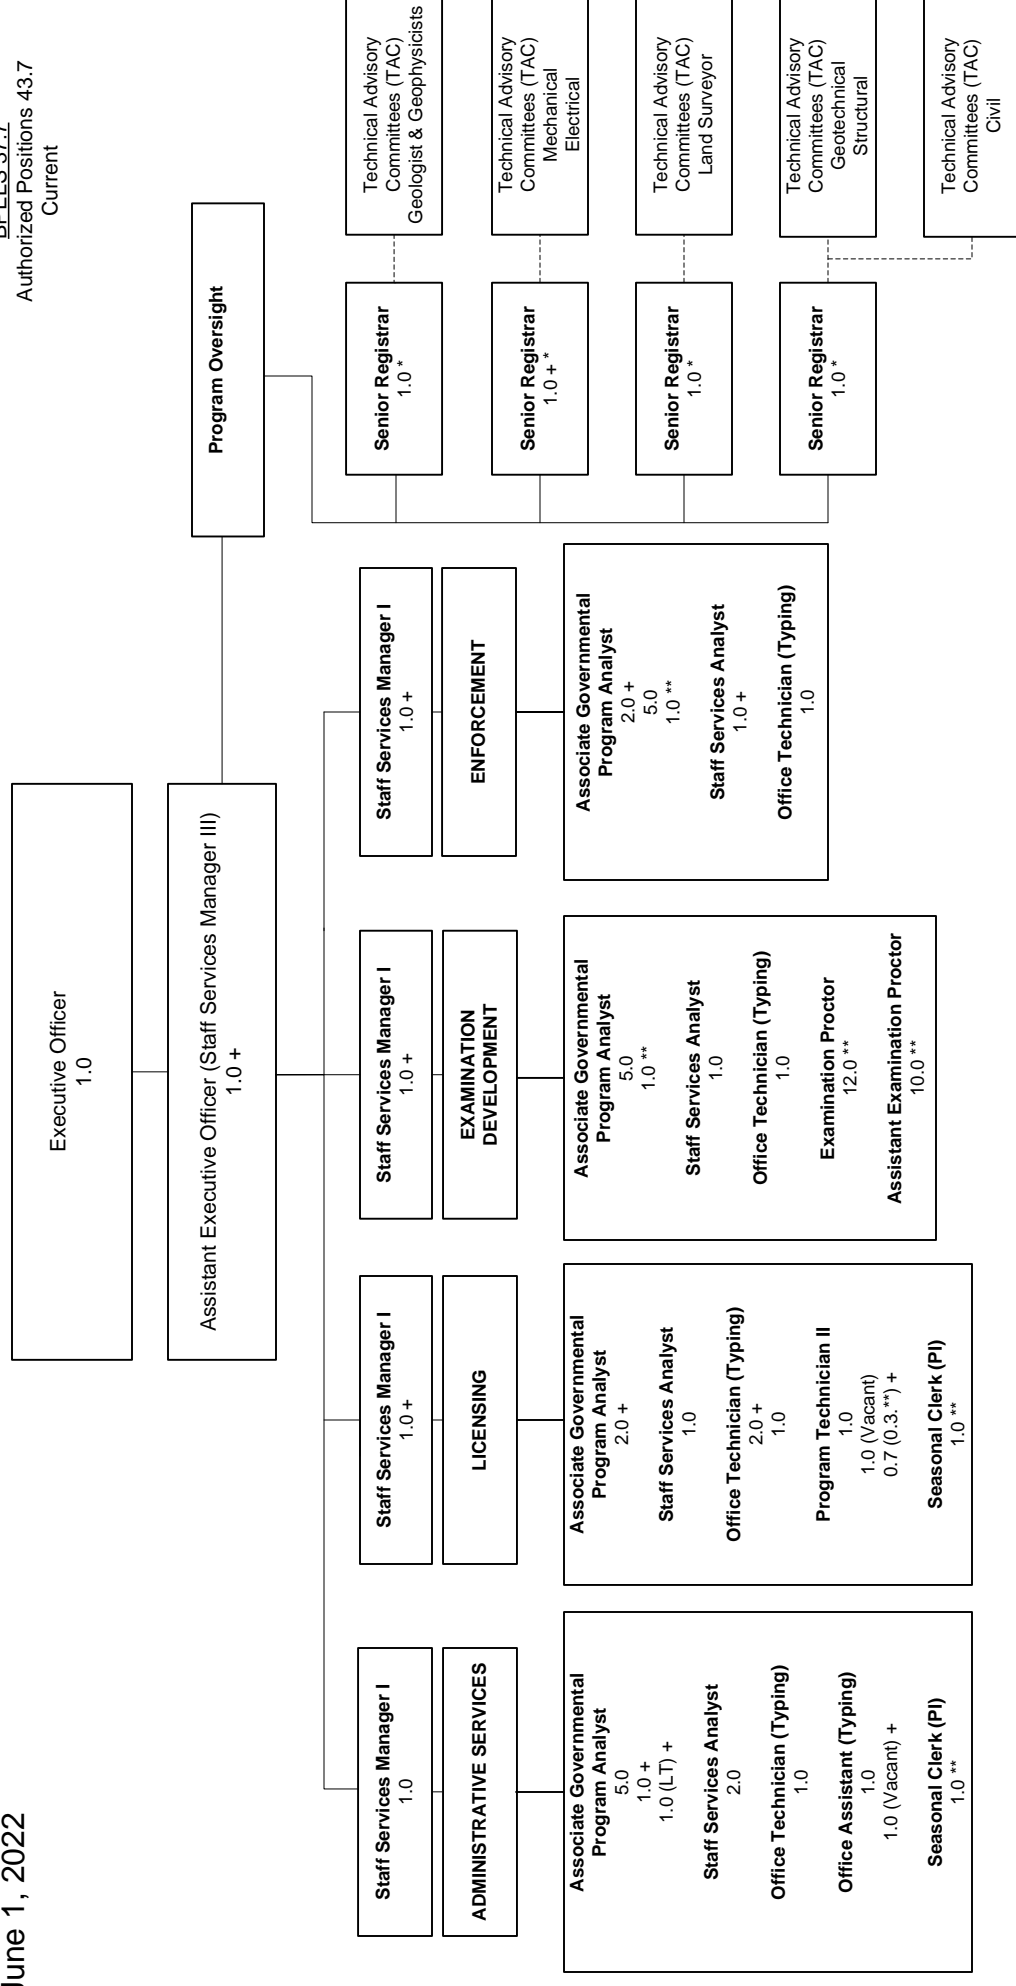 June 1, 2022
BPELS 37.7
Authorized Positions 43.7
Current
Executive Officer
1.0
Assistant Executive Officer (Staff Services Manager III)
1.0 +
Program Oversight
Staff Services Manager I
1.0
ADMINISTRATIVE SERVICES
Associate Governmental
Program Analyst
5.0
1.0 +
1.0 (LT) +
Staff Services Analyst
2.0
Office Technician (Typing)
1.0
Office Assistant (Typing)
1.0
1.0 (Vacant) +
Seasonal Clerk (PI)
1.0 **
Staff Services Manager I
1.0 +
LICENSING
Associate Governmental
Program Analyst
2.0 +
Staff Services Analyst
1.0
Office Technician (Typing)
2.0 +
1.0
Program Technician II
1.0
1.0 (Vacant)
0.7 (0.3.**) +
Seasonal Clerk (PI)
1.0 **
Staff Services Manager I
1.0 +
EXAMINATION
DEVELOPMENT
Associate Governmental
Program Analyst
5.0
1.0 **
Staff Services Analyst
1.0
Office Technician (Typing)
1.0
Examination Proctor
12.0 **
Assistant Examination Proctor
10.0 **
Staff Services Manager I
1.0 +
ENFORCEMENT
Associate Governmental
Program Analyst
2.0 +
5.0
1.0 **
Staff Services Analyst
1.0 +
Office Technician (Typing)
1.0
Senior Registrar
1.0 *
Technical Advisory
Committees (TAC)
Geologist & Geophysicists
Senior Registrar
1.0 + *
Technical Advisory
Committees (TAC)
Mechanical
Electrical
Senior Registrar
1.0 *
Technical Advisory
Committees (TAC)
Land Surveyor
Senior Registrar
1.0 *
Technical Advisory
Committees (TAC)
Geotechnical
Structural
Technical Advisory
Committees (TAC)
Civil